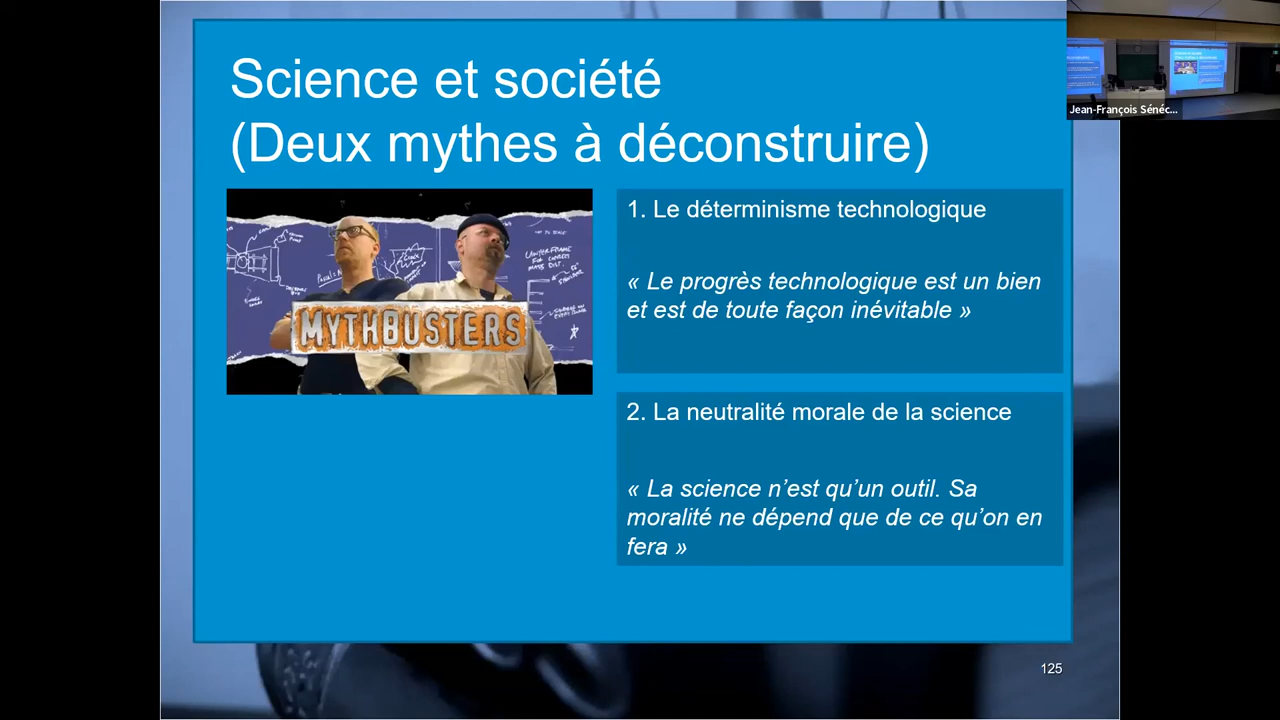 Science et société
(Deux mythes à déconstruire)
MYTHBUSTERS
1. Le déterminisme technologique
« Le progrès technologique est un bien
et est de toute façon inévitable »
2. La neutralité morale de la science
« La science n’est qu’un outil. Sa
moralité ne dépend que de ce qu’on en
fera »
125
Jean-François Sénéc...